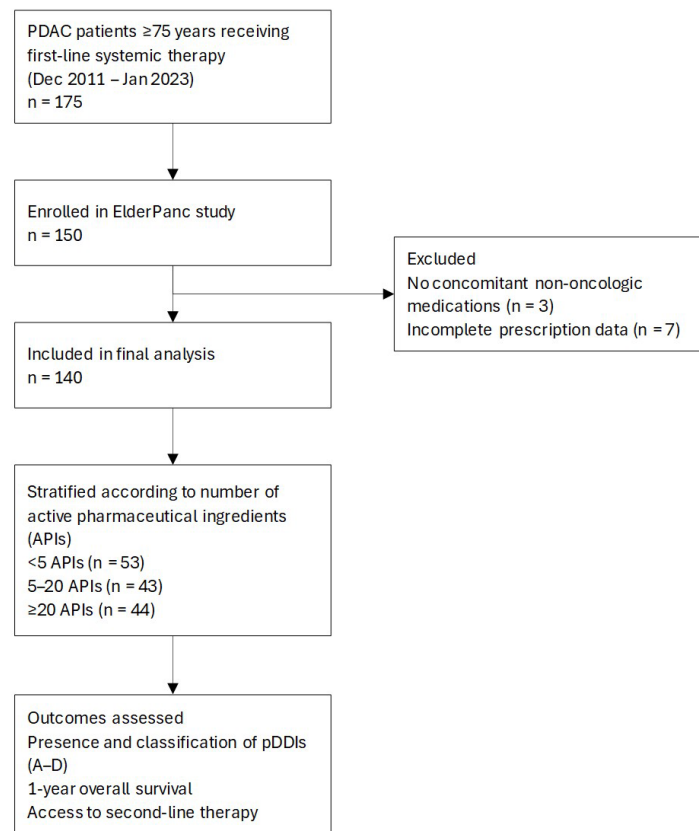 PDAC patients ≥75 years receiving
first-line systemic therapy
(Dec 2011 – Jan 2023)
n = 175
Enrolled in ElderPanc study
n = 150
Excluded
No concomitant non-oncologic
medications (n = 3)
Incomplete prescription data (n = 7)
Included in final analysis
n = 140
Stratified according to number of
active pharmaceutical ingredients
(APIs)
<5 APIs (n = 53)
5–20 APIs (n = 43)
≥20 APIs (n = 44)
Outcomes assessed
Presence and classification of pDDIs
(A–D)
1-year overall survival
Access to second-line therapy